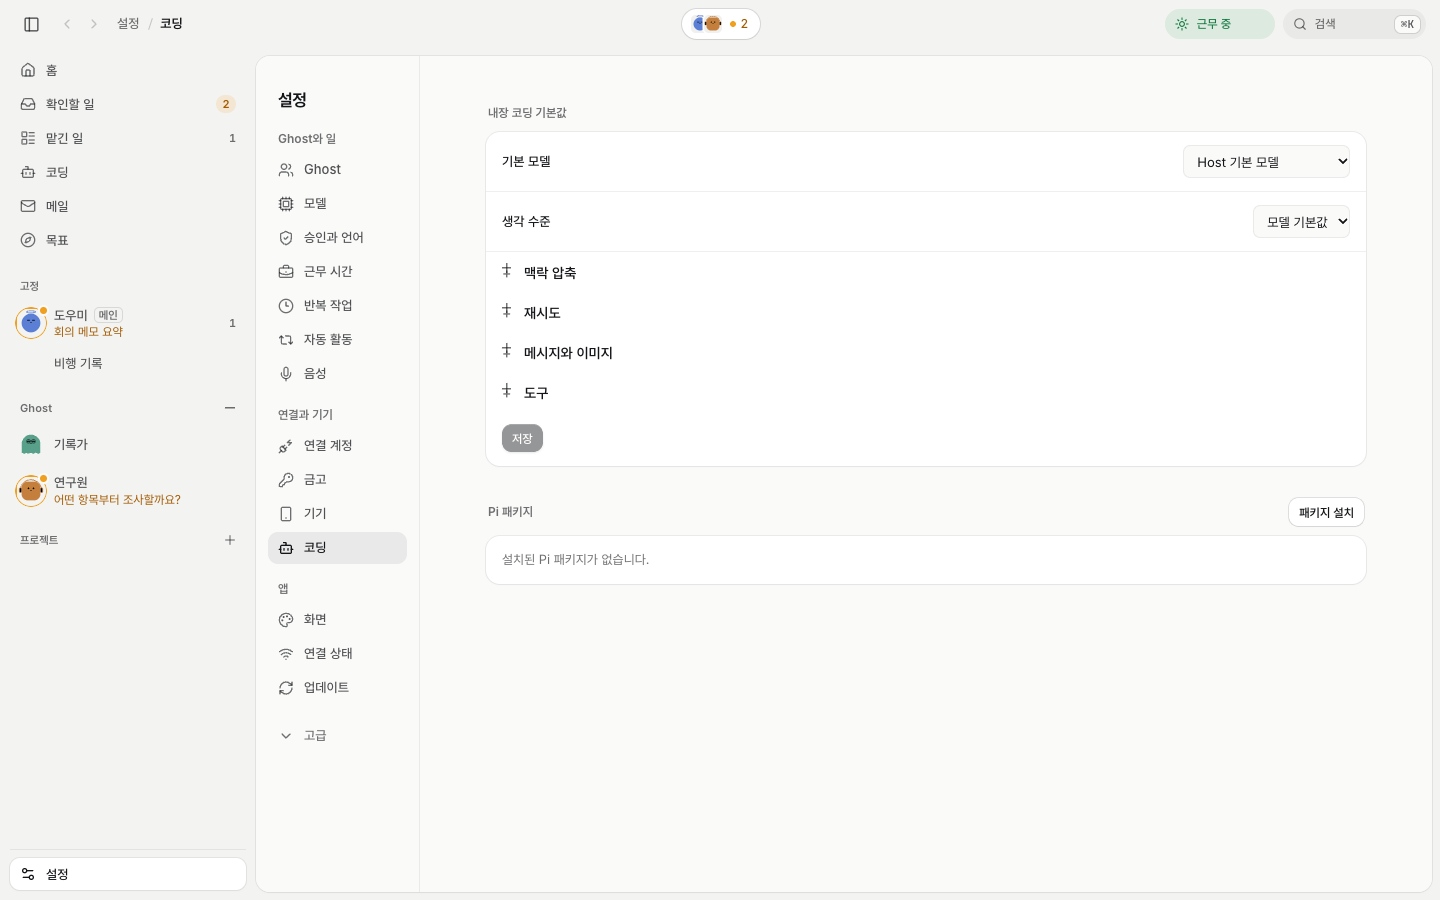 설정 / 코딩
2
근무 중
검색
⌘K
홈
확인할 일
2
맡긴 일
1
코딩
메일
목표
고정
도우미 메인
회의 메모 요약
1
비행 기록
Ghost
기록가
연구원
어떤 항목부터 조사할까요?
프로젝트
설정
설정
Ghost와 일
Ghost
모델
승인과 언어
근무 시간
반복 작업
자동 활동
음성
연결과 기기
연결 계정
금고
기기
코딩
앱
화면
연결 상태
업데이트
고급
내장 코딩 기본값
기본 모델
Host 기본 모델
생각 수준
모델 기본값
맥락 압축
재시도
메시지와 이미지
도구
저장
Pi 패키지
패키지 설치
설치된 Pi 패키지가 없습니다.